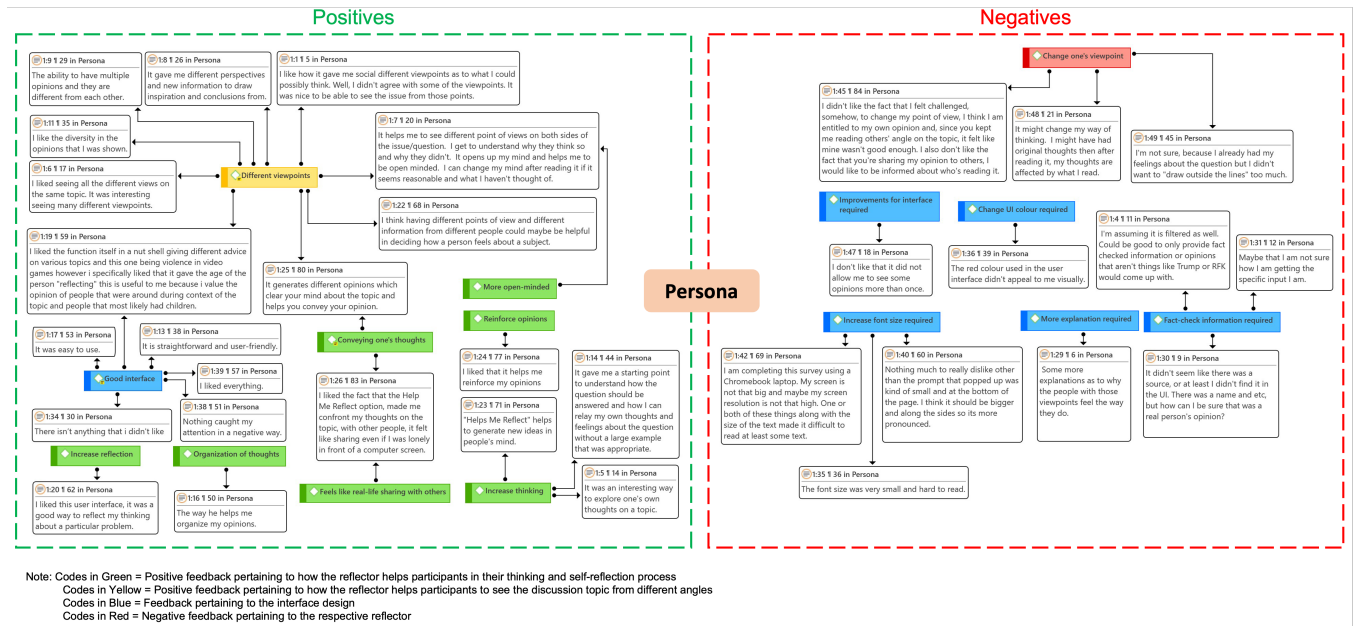 Positives
Negatives
1:9 ¶ 29 in Persona
The ability to have multiple
opinions and they are
different from each other.
1:8 ¶ 26 in Persona
It gave me different perspectives
and new information to draw
inspiration and conclusions from.
1:1 ¶ 5 in Persona
I like how it gave me social different viewpoints as to what I could
possibly think. Well, I didn't agree with some of the viewpoints. It
was nice to be able to see the issue from those points.
1:11 ¶ 35 in Persona
I like the diversity in the
opinions that I was shown.
1:7 ¶ 20 in Persona
It helps me to see different point of views on both sides of
the issue/question. I get to understand why they think so
and why they didn't. It opens up my mind and helps me to
be open minded. I can change my mind after reading it if it
seems reasonable and what I haven't thought of.
1:6 ¶ 17 in Persona
I liked seeing all the different views on
the same topic. It was interesting
seeing many different viewpoints.
Different viewpoints
1:22 ¶ 68 in Persona
I think having different points of view and different
information from different people could maybe be helpful
in deciding how a person feels about a subject.
1:19 ¶ 59 in Persona
I liked the function itself in a nut shell giving different advice
on various topics and this one being violence in video
games however i specifically liked that it gave the age of the
person "reflecting" this is useful to me because i value the
opinion of people that were around during context of the
topic and people that most likely had children.
1:25 ¶ 80 in Persona
It generates different opinions which
clear your mind about the topic and
helps you convey your opinion.
More open-minded
Reinforce opinions
Conveying one's thoughts
1:17 ¶ 53 in Persona
It was easy to use.
1:13 ¶ 38 in Persona
It is straightforward and user-friendly.
1:39 ¶ 57 in Persona
I liked everything.
Good interface
1:38 ¶ 51 in Persona
Nothing caught my
attention in a negative way.
1:34 ¶ 30 in Persona
There isn't anything that i didn't like
1:24 ¶ 77 in Persona
I liked that it helps me
reinforce my opinions
1:14 ¶ 44 in Persona
It gave me a starting point
to understand how the
question should be
answered and how I can
relay my own thoughts and
feelings about the question
without a large example
that was appropriate.
1:26 ¶ 83 in Persona
I liked the fact that the Help
Me Reflect option, made me
confront my thoughts on the
topic, with other people, it felt
like sharing even if I was lonely
in front of a computer screen.
1:23 ¶ 71 in Persona
"Helps Me Reflect" helps
to generate new ideas in
people's mind.
Increase reflection
Organization of thoughts
1:20 ¶ 62 in Persona
I liked this user interface, it was a
good way to reflect my thinking
about a particular problem.
1:16 ¶ 50 in Persona
The way he helps me
organize my opinions.
Feels like real-life sharing with others
Increase thinking
1:5 ¶ 14 in Persona
It was an interesting way
to explore one's own
thoughts on a topic.
Persona
Change one's viewpoint
1:45 ¶ 84 in Persona
I didn't like the fact that I felt challenged,
somehow, to change my point of view, I think I am
entitled to my own opinion and, since you kept
me reading others' angle on the topic, it felt like
mine wasn't good enough. I also don't like the
fact that you're sharing my opinion to others, I
would like to be informed about who's reading it.
1:48 ¶ 21 in Persona
It might change my way of
thinking. I might have had
original thoughts then after
reading it, my thoughts are
affected by what I read.
1:49 ¶ 45 in Persona
I'm not sure, because I already had my
feelings about the question but I didn't
want to "draw outside the lines" too much.
Improvements for interface
required
Change UI colour required
1:47 ¶ 18 in Persona
I don't like that it did not
allow me to see some
opinions more than once.
1:36 ¶ 39 in Persona
The red colour used in the user
interface didn't appeal to me visually.
1:4 ¶ 11 in Persona
I'm assuming it is filtered as well.
Could be good to only provide fact
checked information or opinions
that aren't things like Trump or RFK
would come up with.
1:31 ¶ 12 in Persona
Maybe that I am not sure
how I am getting the
specific input I am.
Increase font size required
More explanation required
Fact-check information required
1:42 ¶ 69 in Persona
I am completing this survey using a
Chromebook laptop. My screen is
not that big and maybe my screen
resolution is not that high. One or
both of these things along with the
size of the text made it difficult to
read at least some text.
1:40 ¶ 60 in Persona
Nothing much to really dislike other
than the prompt that popped up was
kind of small and at the bottom of
the page. I think it should be bigger
and along the sides so its more
pronounced.
1:29 ¶ 6 in Persona
Some more
explanations as to why
the people with those
viewpoints feel the way
they do.
1:30 ¶ 9 in Persona
It didn't seem like there was a
source, or at least I didn't find it in
the UI. There was a name and etc,
but how can I be sure that was a
real person's opinion?
1:35 ¶ 36 in Persona
The font size was very small and hard to read.
Note: Codes in Green = Positive feedback pertaining to how the reflector helps participants in their thinking and self-reflection process
Codes in Yellow = Positive feedback pertaining to how the reflector helps participants to see the discussion topic from different angles
Codes in Blue = Feedback pertaining to the interface design
Codes in Red = Negative feedback pertaining to the respective reflector